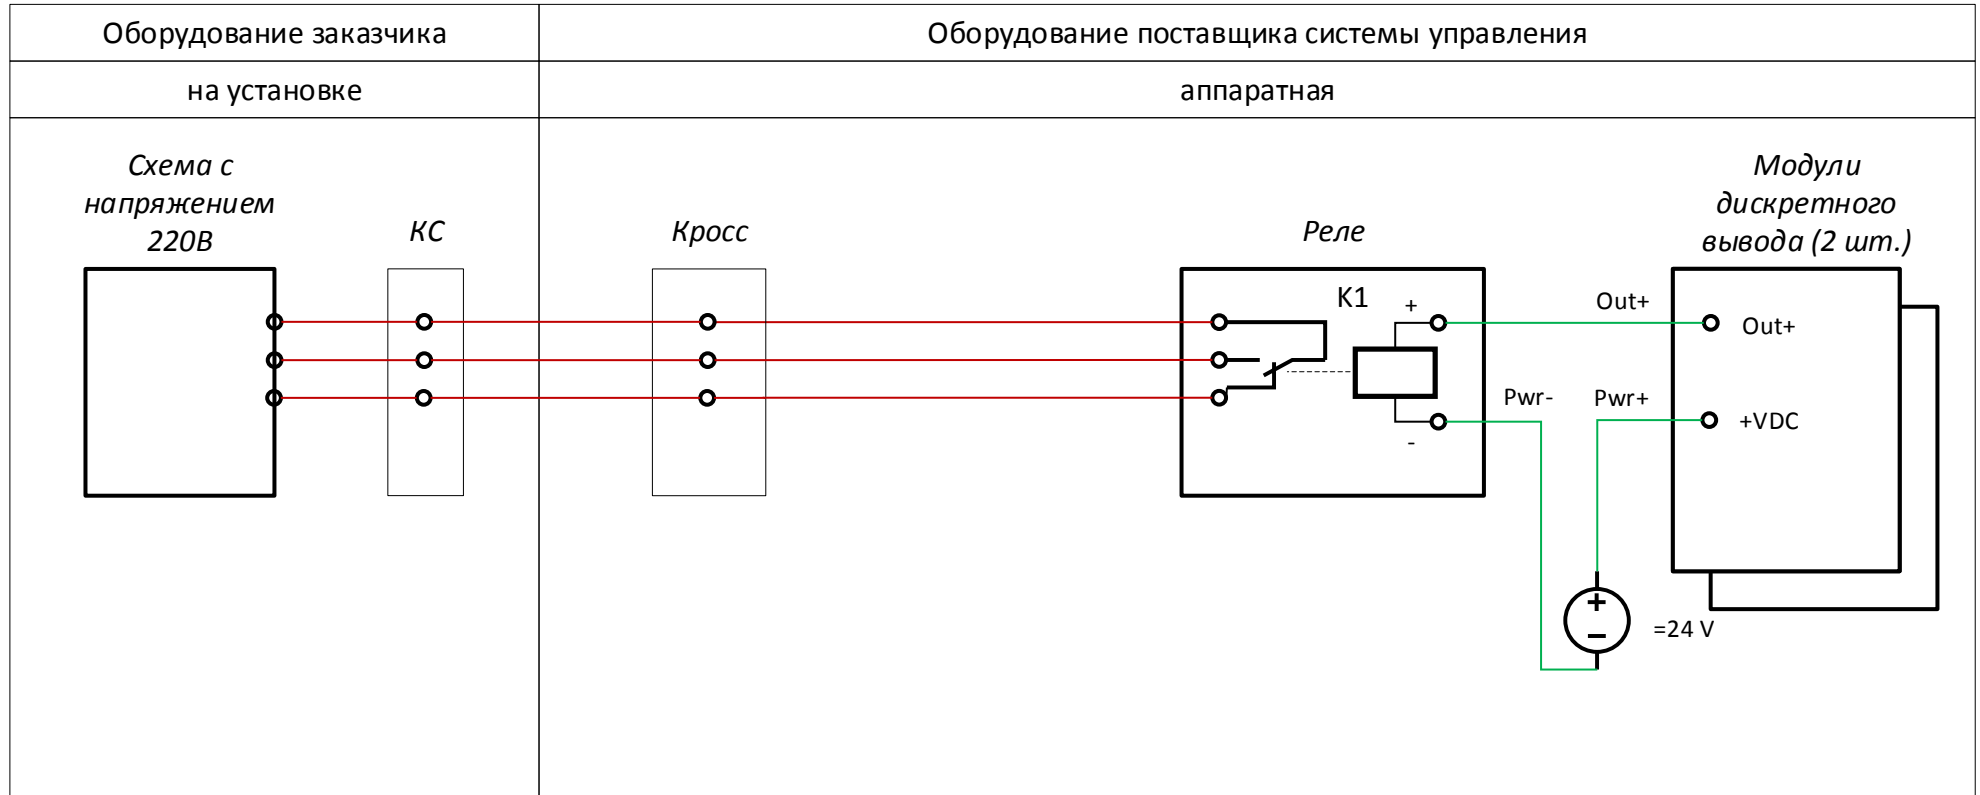 Оборудование заказчика
Оборудование поставщика системы управления
на установке
аппаратная
Схема с
напряжением
220В
КС
Кросс
Реле
Модули
дискретного
вывода (2 шт.)
K1
+
-
Out+
Out+
Pwr-
Pwr+
+VDC
+
−
=24 V